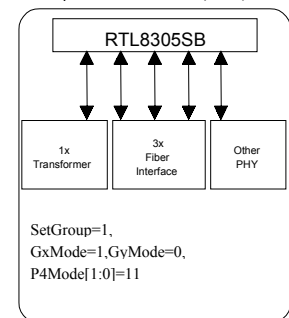 RTL8305SB
1x
Transformer
3x
Fiber
Interface
Other
PHY
SetGroup=1,
GxMode=1,GyMode=0,
P4Mode[1:0]=11